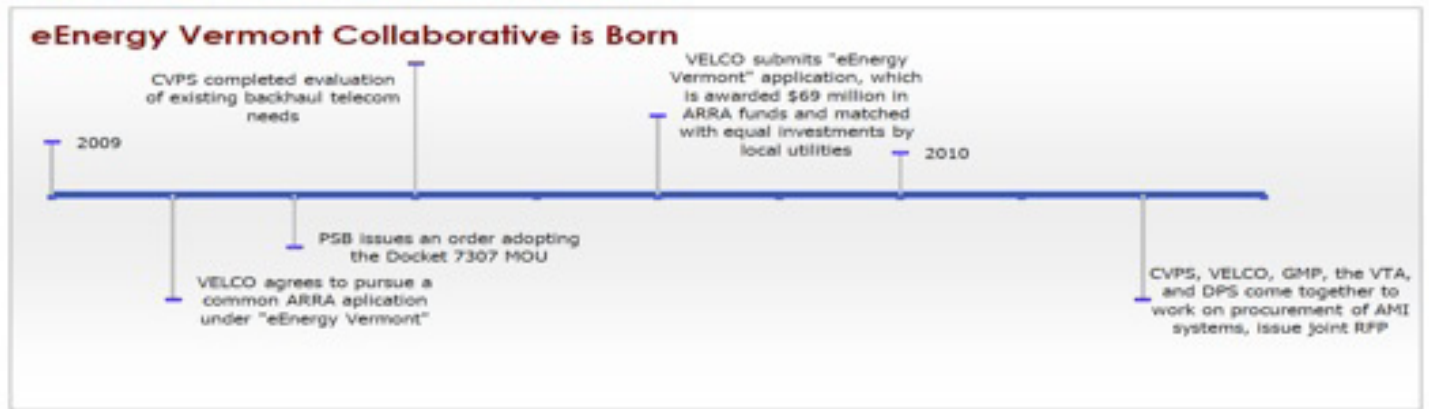 eEnergy Vermont Collaborative is Born
CVPS completed evaluation
of existing backhaul telecom
needs
VELCO submits "eEnergy
Vermont" application, which
is awarded $69 million in
ARRA funds and matched
with equal investments by
local utilities
2009
2010
PSB issues an order adopting
the Docket 7307 MOU
VELCO agrees to pursue a
common ARRA aplication
under "eEnergy Vermont"
CVPS, VELCO, GMP, the VTA,
and DPS come together to
work on procurement of AMI
systems, issue joint RFP